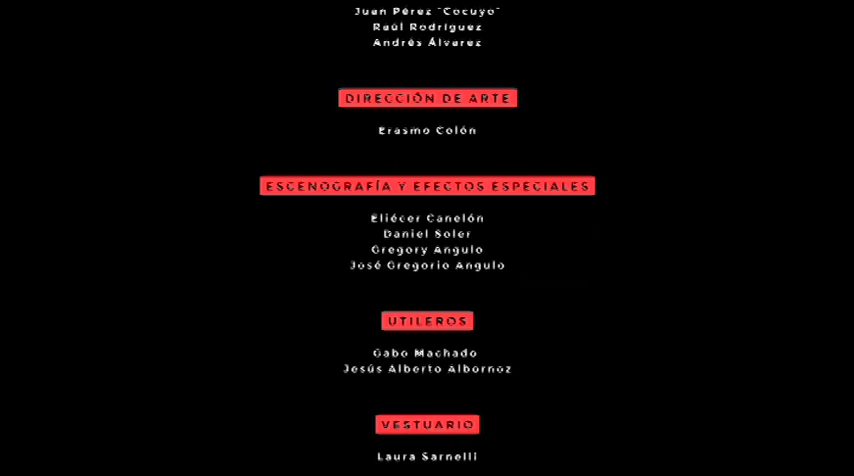 Juan Pérez "Cocuyo"
Raúl Rodríguez
Andrés Álvarez
DIRECCIÓN DE ARTE
Erasmo Colón
ESCENOGRAFÍA Y EFECTOS ESPECIALES
Eliécer Canelón
Daniel Soler
Gregory Angulo
José Gregorio Angulo
UTILEROS
Gabo Machado
Jesús Alberto Albornoz
VESTUARIO
Laura Sarnelli